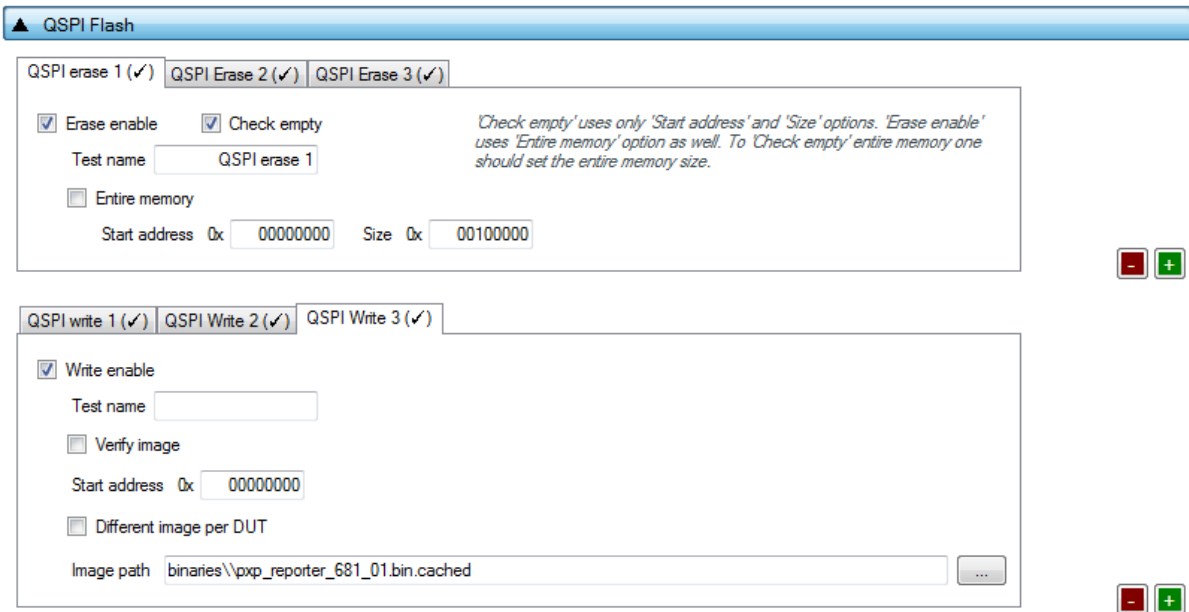 ▲ QSPI Flash
QSPI erase 1 (✓) QSPI Erase 2 (✓) QSPI Erase 3 (✓)
Erase enable Check empty
'Check empty' uses only 'Start address' and 'Size' options. 'Erase enable'
uses 'Entire memory' option as well. To 'Check empty' entire memory one
should set the entire memory size.
Test name QSPI erase 1
Entire memory
Start address 0x 00000000 Size 0x 00100000
- +
QSPI write 1 (✓) QSPI Write 2 (✓) QSPI Write 3 (✓)
Write enable
Test name
Verify image
Start address 0x 00000000
Different image per DUT
Image path binaries\\pxp_reporter_681_01.bin.cached ...
- +